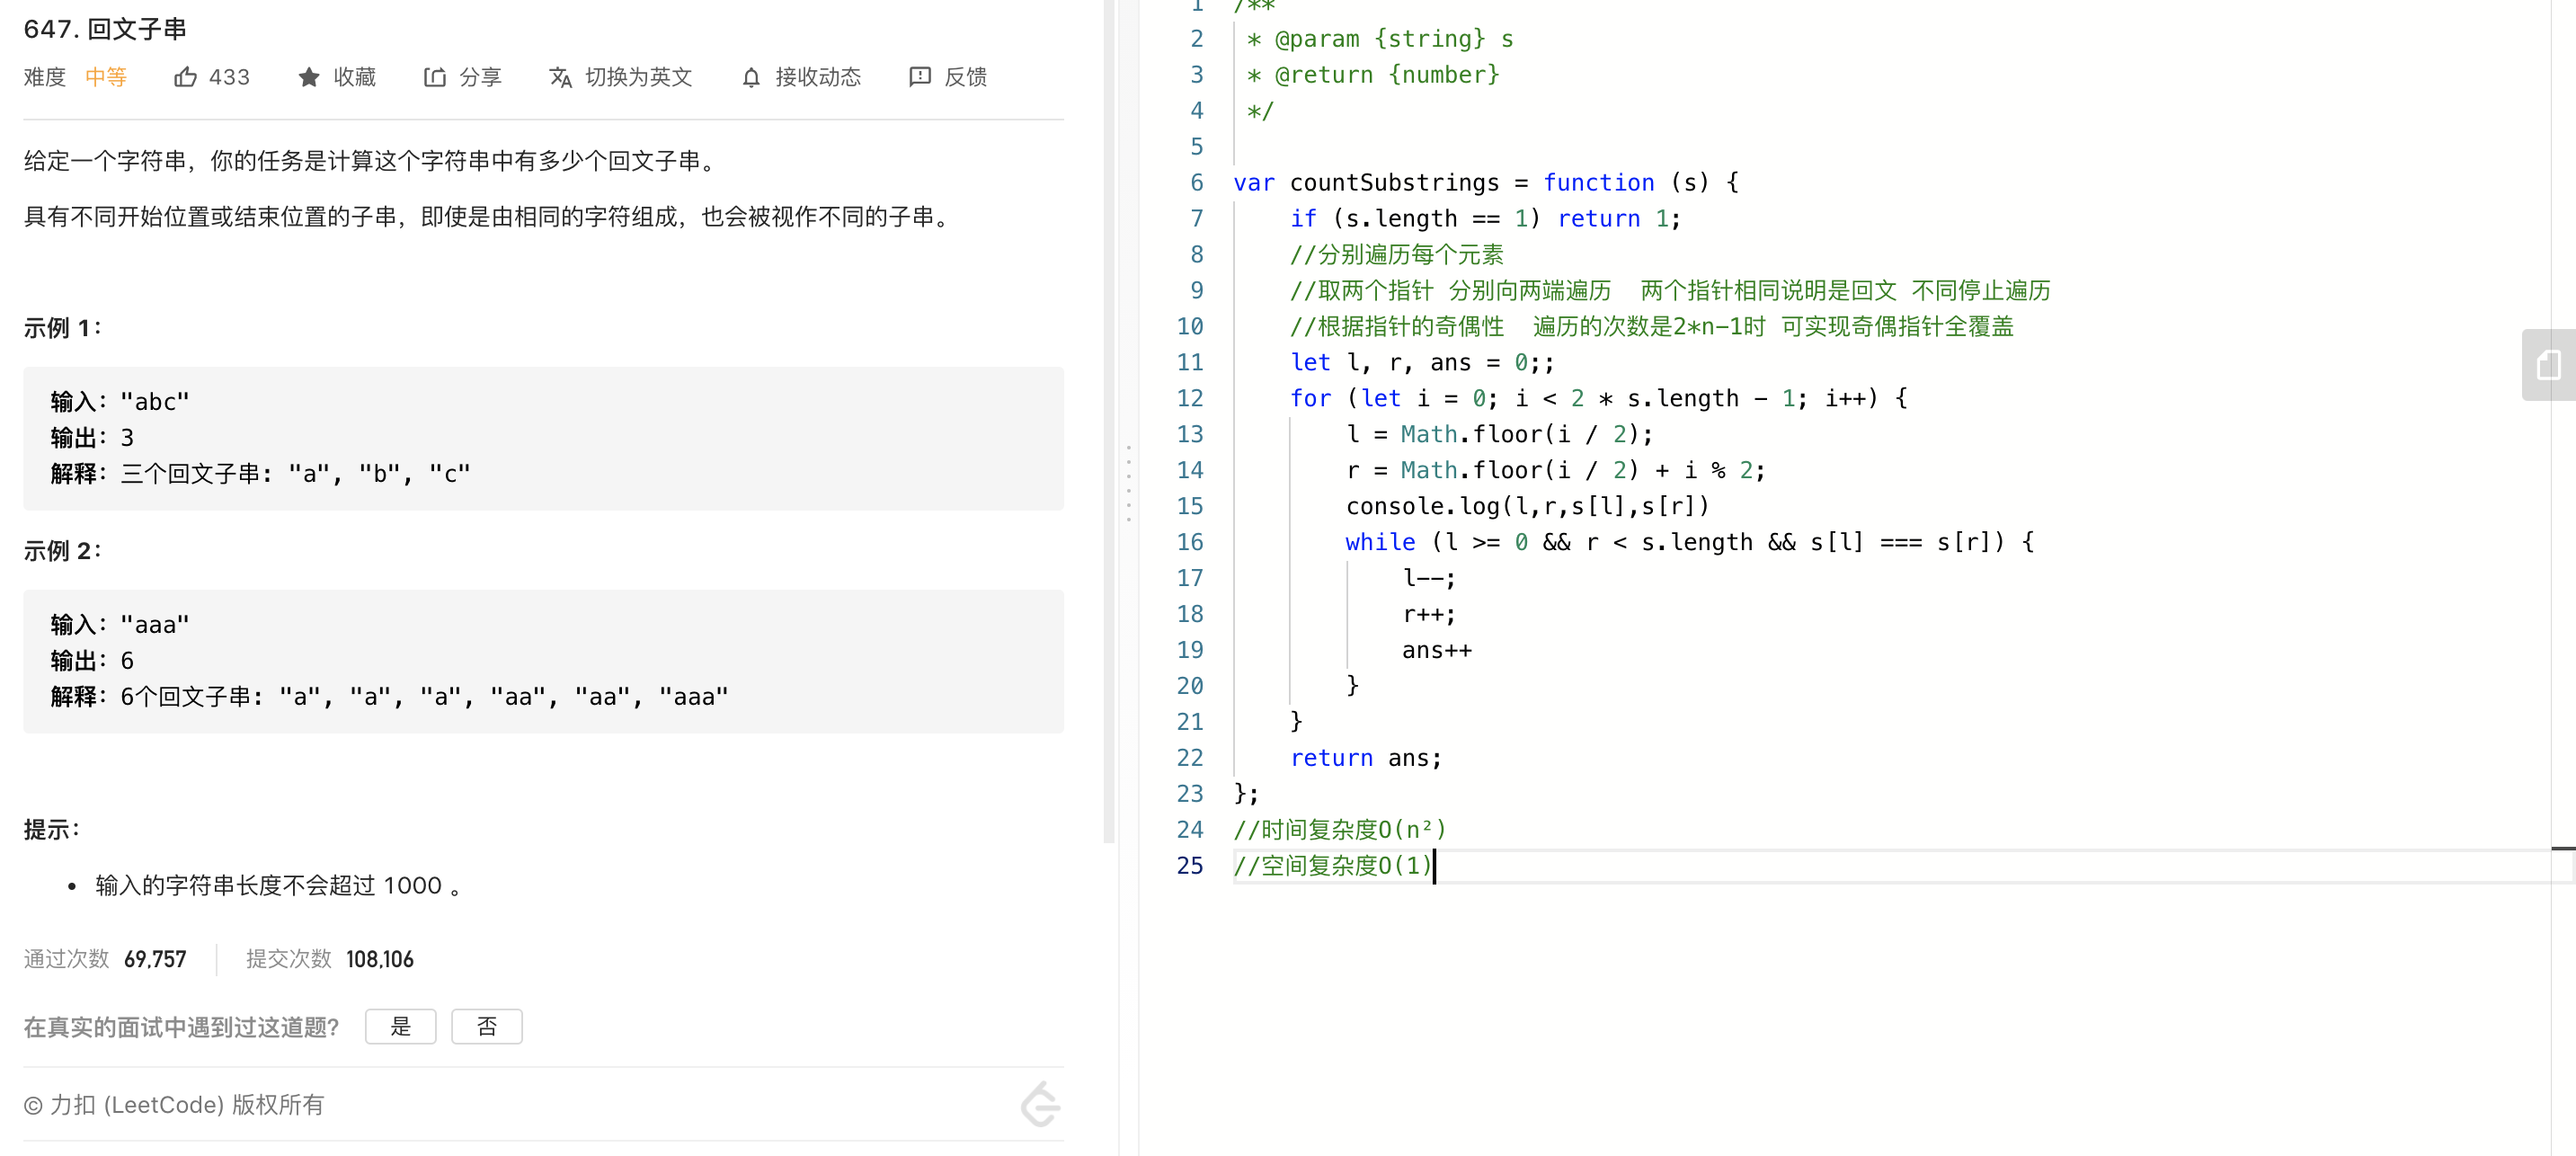 647. 回文子串
难度 中等 433 收藏 分享 切换为英文 接收动态 反馈
给定一个字符串，你的任务是计算这个字符串中有多少个回文子串。
具有不同开始位置或结束位置的子串，即使是由相同的字符组成，也会被视作不同的子串。
示例 1：
输入："abc"
输出：3
解释：三个回文子串: "a", "b", "c"
示例 2：
输入："aaa"
输出：6
解释：6个回文子串: "a", "a", "a", "aa", "aa", "aaa"
提示：
• 输入的字符串长度不会超过 1000 。
通过次数 69,757 提交次数 108,106
在真实的面试中遇到过这道题? 是 否
© 力扣 (LeetCode) 版权所有
1 /**
2  * @param {string} s
3  * @return {number}
4  */
5
6 var countSubstrings = function (s) {
7     if (s.length == 1) return 1;
8     //分别遍历每个元素
9     //取两个指针 分别向两端遍历  两个指针相同说明是回文 不同停止遍历
10     //根据指针的奇偶性  遍历的次数是2*n-1时 可实现奇偶指针全覆盖
11     let l, r, ans = 0;;
12     for (let i = 0; i < 2 * s.length - 1; i++) {
13         l = Math.floor(i / 2);
14         r = Math.floor(i / 2) + i % 2;
15         console.log(l,r,s[l],s[r])
16         while (l >= 0 && r < s.length && s[l] === s[r]) {
17             l--;
18             r++;
19             ans++
20         }
21     }
22     return ans;
23 };
24 //时间复杂度O(n²)
25 //空间复杂度O(1)